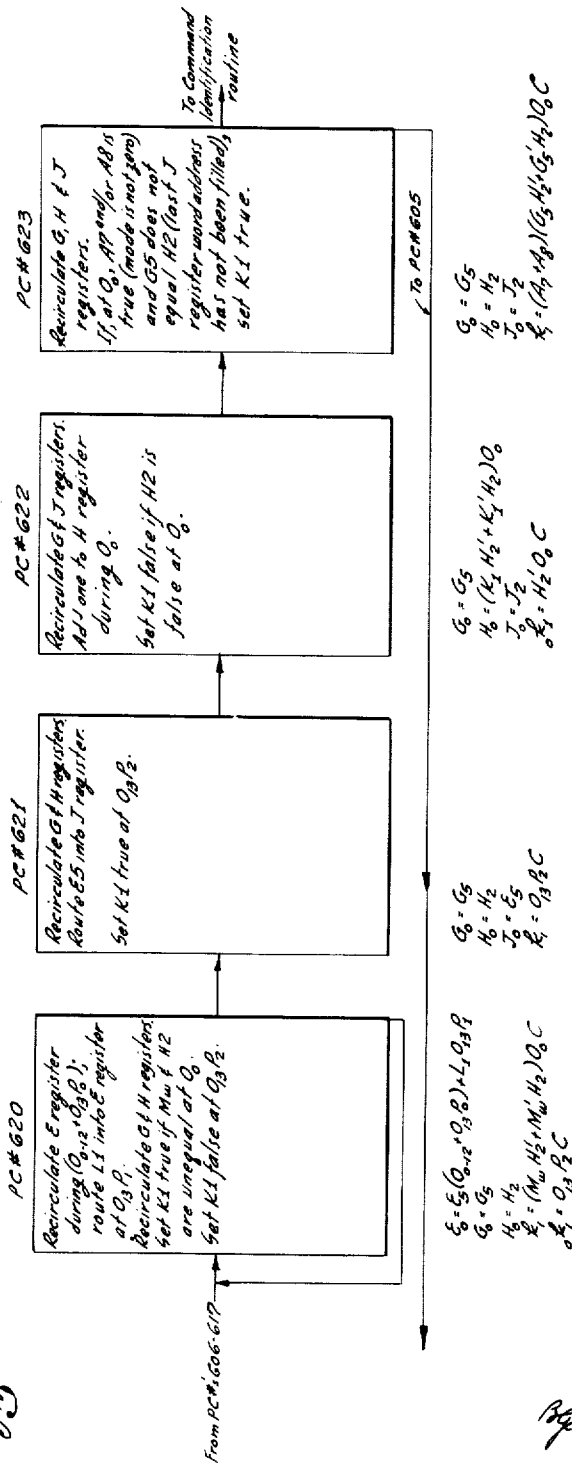 PC#620
Recirculate E register
during (O0-12+O13P0);
route L1 into E register
at O13P1.
Recirculate G & H registers.
Set K1 true if Mw & H2
are unequal at O0.
Set K1 false at O13P2.
From PC#'s 606-617
E0 = E5(O0-12+O13P0)+L1O13P1
G0 = G5
H0 = H2
k1 = (MwH2'+Mw'H2)O0C
0k1 = O13P2C
PC#621
Recirculate G & H registers.
Route E5 into J register.
Set K1 true at O13P2.
G0 = G5
H0 = H2
J0 = E5
k1 = O13P2C
PC#622
Recirculate G & J registers.
Ad' one to H register
during O0.
Set K1 false if H2 is
false at O0.
G0 = G5
H0 = (K1H2'+K1'H2)O0
J0 = J2
0k1 = H2'O0C
PC#623
Recirculate G, H & J
registers.
If, at O0, A7 and/or A8 is
true (mode is not zero)
and G5 does not
equal H2 (last J
register word address
has not been filled),
set K1 true.
To Command
Identification
routine
To PC#605
G0 = G5
H0 = H2
J0 = J2
k1 = (A7+A8)(G5H2'+G5'H2)O0C